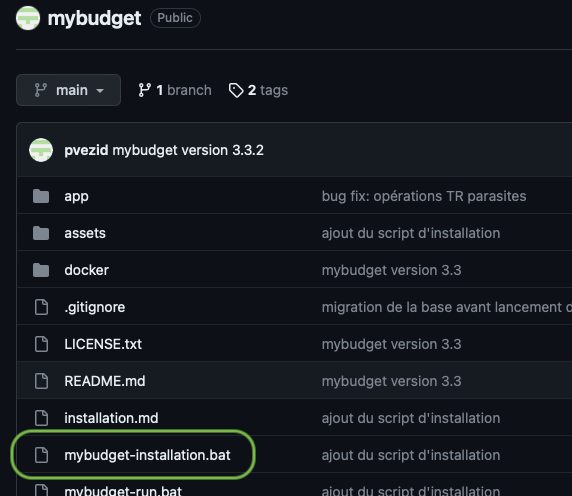 mybudget Public
main 1 branch 2 tags
pvezid mybudget version 3.3.2
app bug fix: opérations TR parasites
assets ajout du script d'installation
docker mybudget version 3.3
.gitignore migration de la base avant lancement d
LICENSE.txt mybudget version 3.3
README.md mybudget version 3.3
installation.md ajout du script d'installation
mybudget-installation.bat ajout du script d'installation
mybudget-run.bat ajout du script d'installation